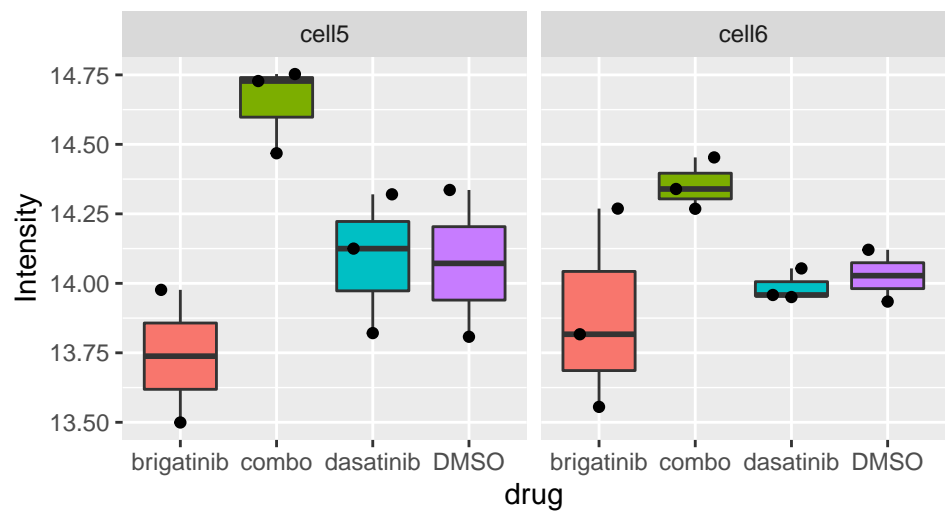 cell5 cell6
14.75
14.50
14.25
14.00
13.75
13.50
Intensity
brigatinib combo dasatinib DMSO brigatinib combo dasatinib DMSO
drug